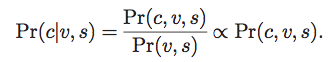 Pr(c|v, s) = Pr(c, v, s) / Pr(v, s) ∝ Pr(c, v, s).